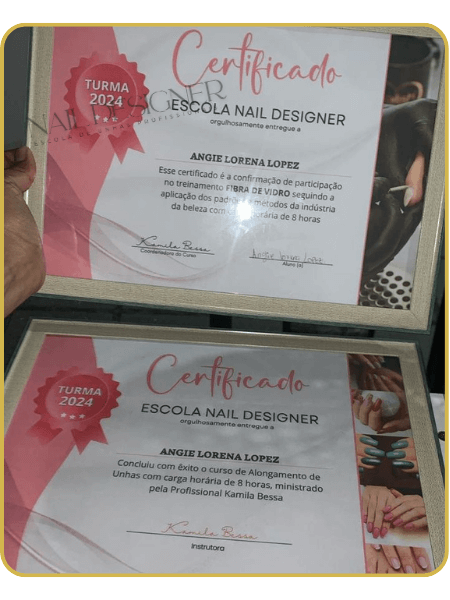 Certificado
TURMA
2024
NAIL DESIGNER
ESCOLA NAIL DESIGNER
orgulhosamente entregue a
ANGIE LORENA LOPEZ
Esse certificado é a confirmação de participação
no treinamento FIBRA DE VIDRO seguindo a
aplicação dos padrões e métodos da indústria
da beleza com horária de 8 horas
Kamila Bessa
Coordenadora do Curso
Angie Lorena Lopez
Aluno (a)
Certificado
TURMA
2024
ESCOLA NAIL DESIGNER
orgulhosamente entregue a
ANGIE LORENA LOPEZ
Concluiu com êxito o curso de Alongamento de
Unhas com carga horária de 8 horas, ministrado
pela Profissional Kamila Bessa
Kamila Bessa
Instrutora